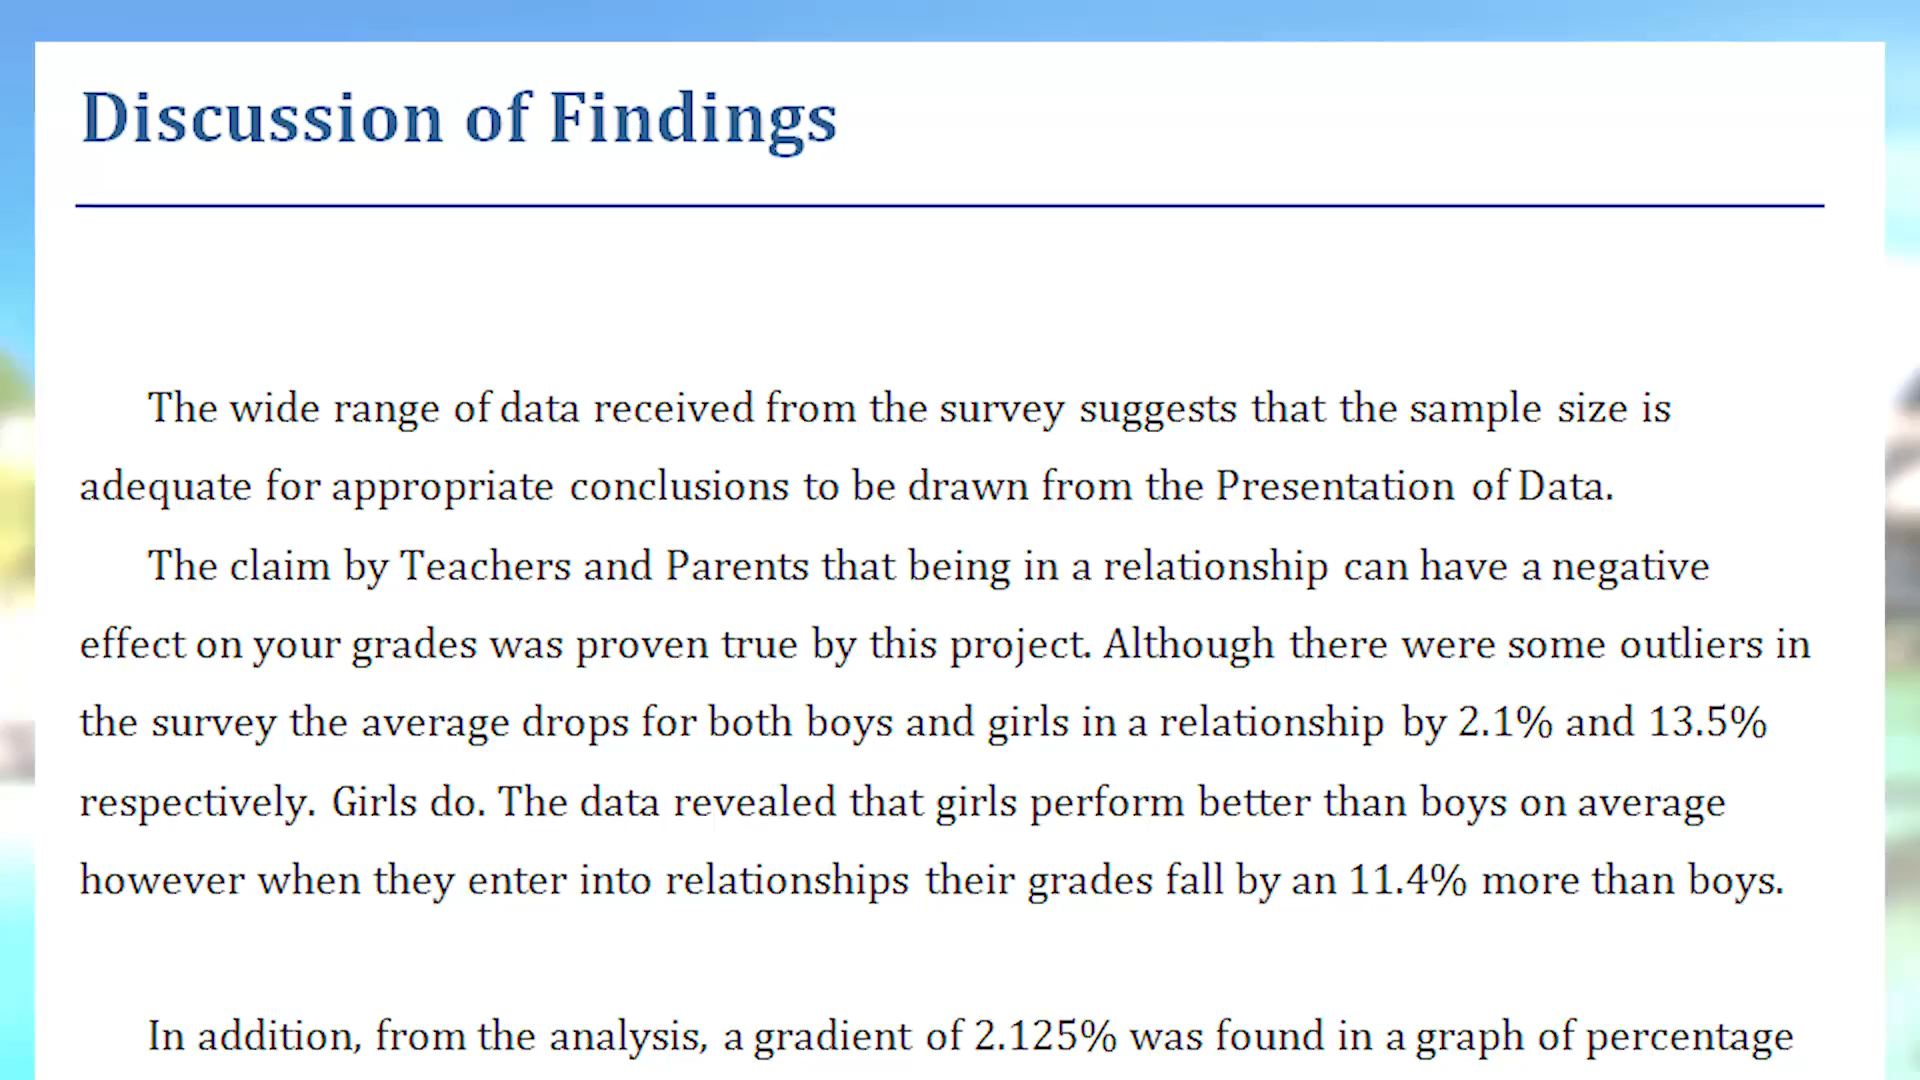 Discussion of Findings
The wide range of data received from the survey suggests that the sample size is
adequate for appropriate conclusions to be drawn from the Presentation of Data.
The claim by Teachers and Parents that being in a relationship can have a negative
effect on your grades was proven true by this project. Although there were some outliers in
the survey the average drops for both boys and girls in a relationship by 2.1% and 13.5%
respectively. Girls do. The data revealed that girls perform better than boys on average
however when they enter into relationships their grades fall by an 11.4% more than boys.
In addition, from the analysis, a gradient of 2.125% was found in a graph of percentage